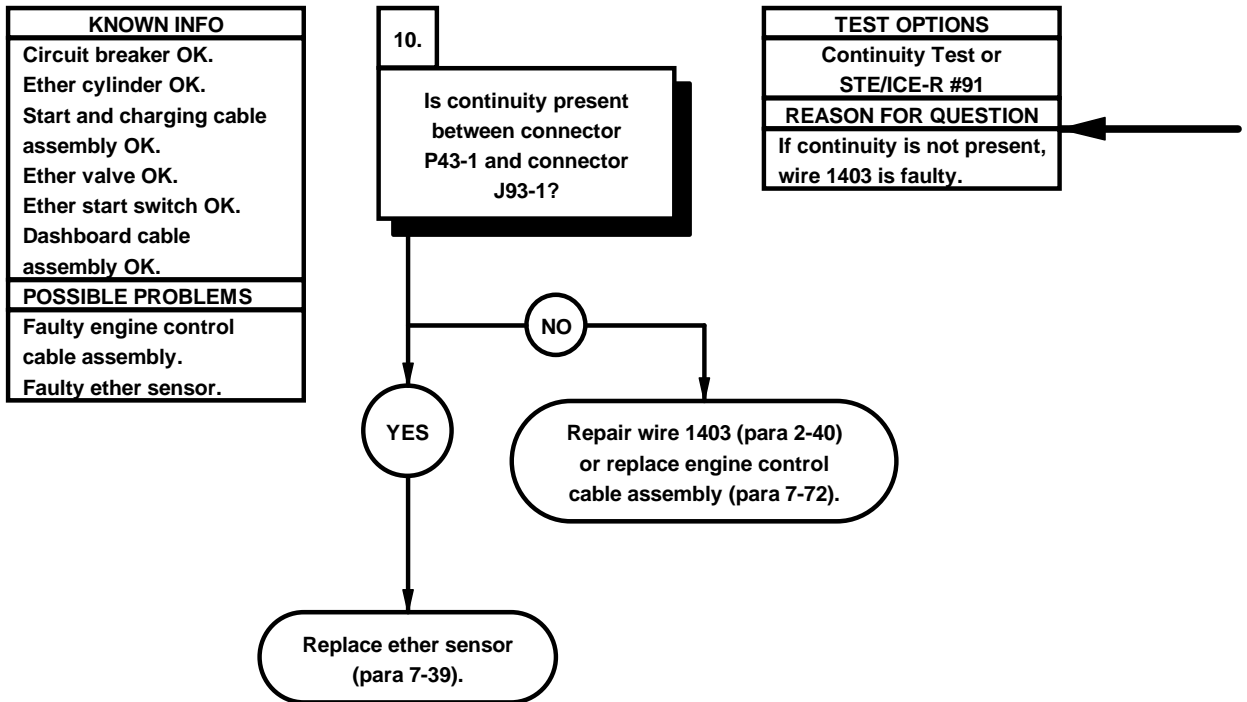 KNOWN INFO
Circuit breaker OK.
Ether cylinder OK.
Start and charging cable
assembly OK.
Ether valve OK.
Ether start switch OK.
Dashboard cable
assembly OK.
POSSIBLE PROBLEMS
Faulty engine control
cable assembly.
Faulty ether sensor.
10.
Is continuity present
between connector
P43-1 and connector
J93-1?
TEST OPTIONS
Continuity Test or
STE/ICE-R #91
REASON FOR QUESTION
If continuity is not present,
wire 1403 is faulty.
NO
YES
Repair wire 1403 (para 2-40)
or replace engine control
cable assembly (para 7-72).
Replace ether sensor
(para 7-39).